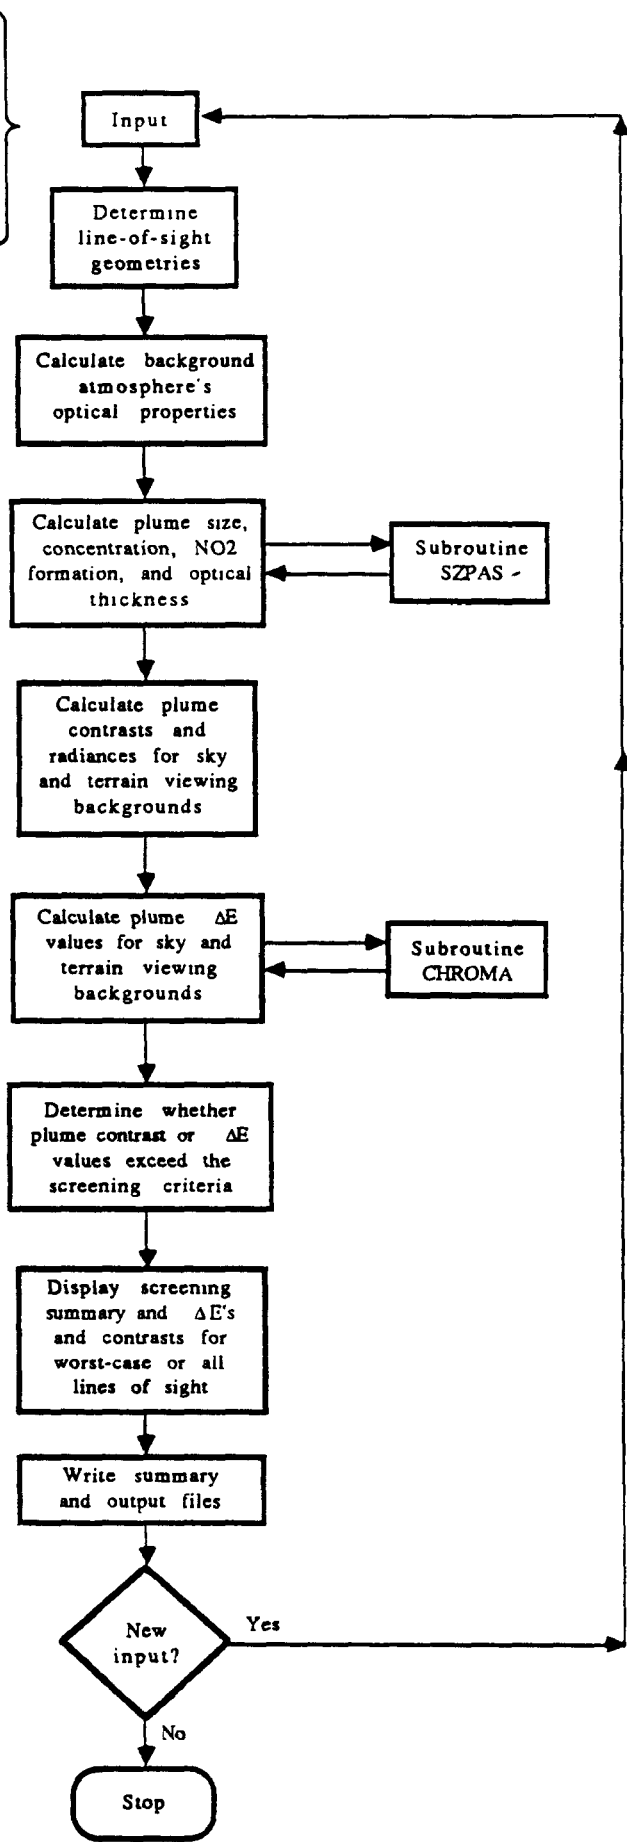 Input
Determine
line-of-sight
geometries
Calculate background
atmosphere's
optical properties
Calculate plume size,
concentration, NO2
formation, and optical
thickness
Subroutine
SZPAS
Calculate plume
contrasts and
radiances for sky
and terrain viewing
backgrounds
Calculate plume ΔE
values for sky and
terrain viewing
backgrounds
Subroutine
CHROMA
Determine whether
plume contrast or ΔE
values exceed the
screening criteria
Display screening
summary and ΔE's
and contrasts for
worst-case or all
lines of sight
Write summary
and output files
New
input?
Yes
No
Stop